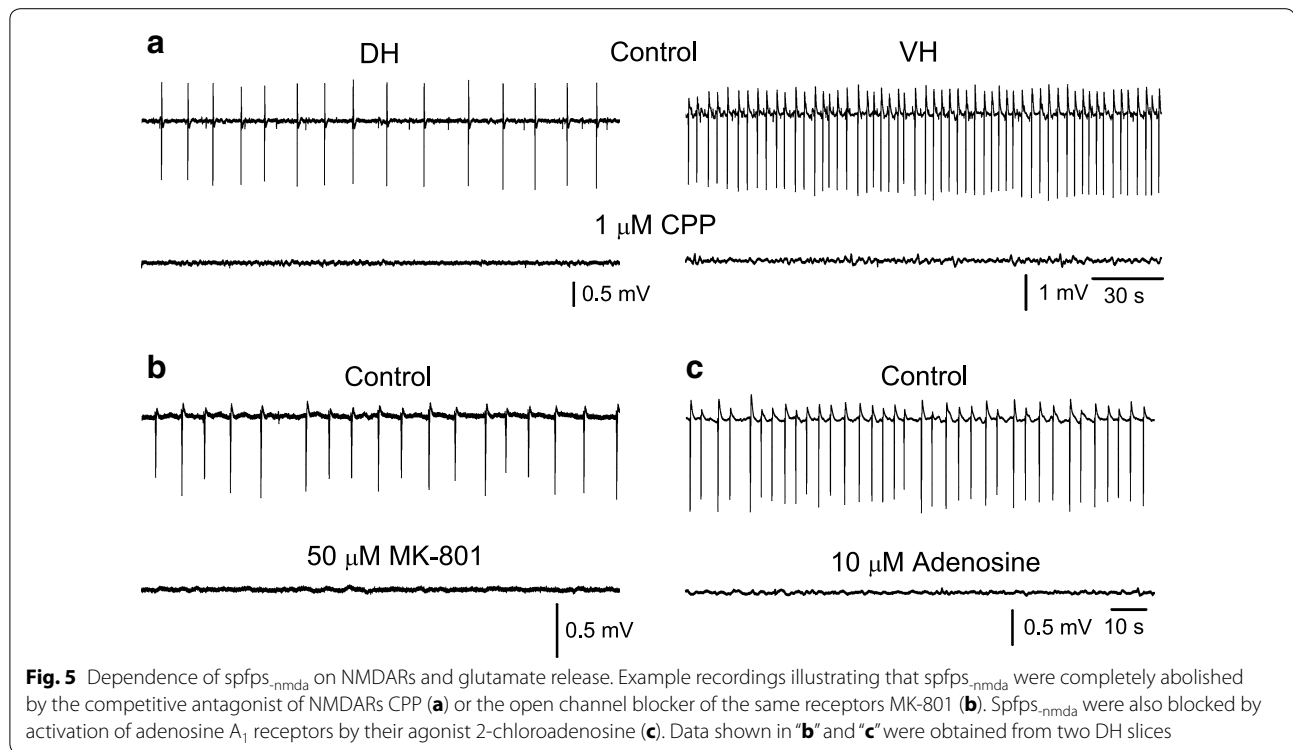 a
DH Control VH
1 μM CPP
0.5 mV
1 mV 30 s
b
Control
50 μM MK-801
0.5 mV
c
Control
10 μM Adenosine
0.5 mV 10 s
Fig. 5 Dependence of spfps-nmda on NMDARs and glutamate release. Example recordings illustrating that spfps-nmda were completely abolished
by the competitive antagonist of NMDARs CPP (a) or the open channel blocker of the same receptors MK-801 (b). Spfps-nmda were also blocked by
activation of adenosine A1 receptors by their agonist 2-chloroadenosine (c). Data shown in "b" and "c" were obtained from two DH slices